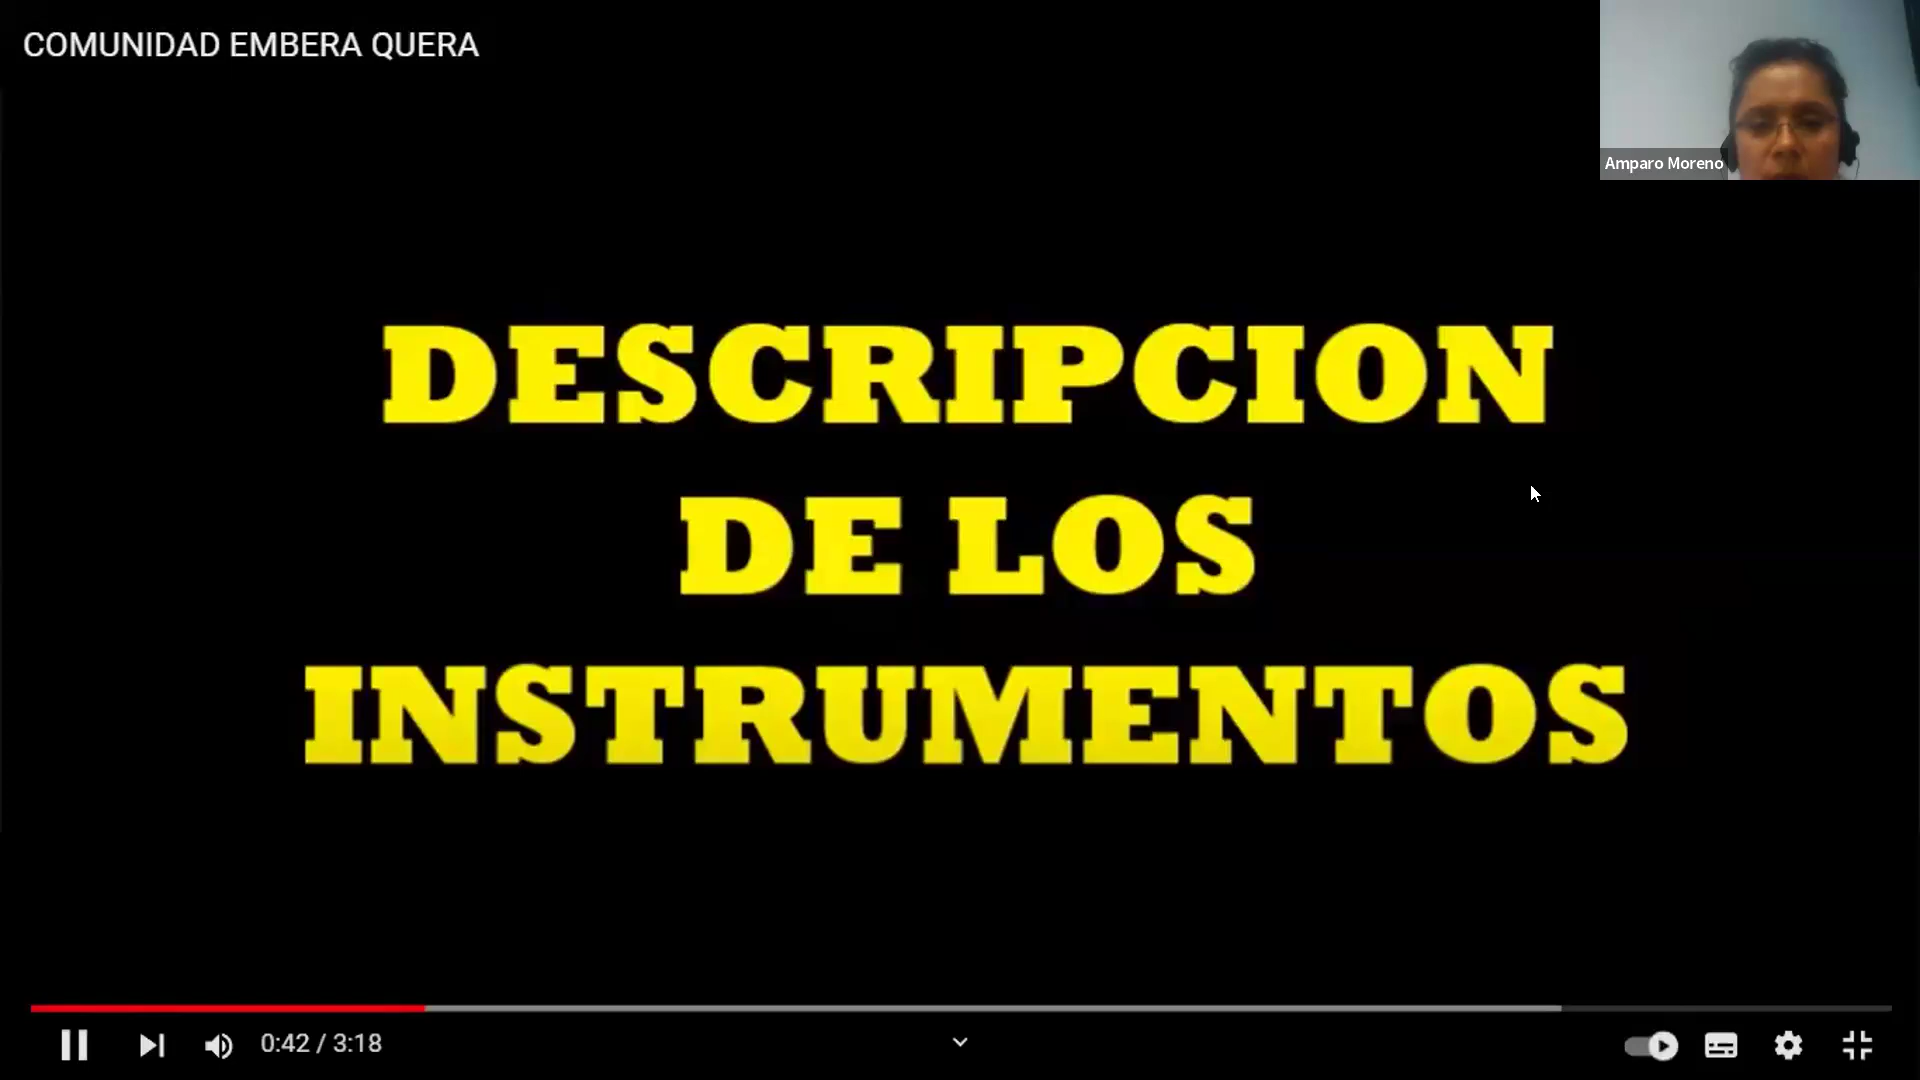 COMUNIDAD EMBERA QUERA
Amparo Moreno
DESCRIPCION
DE LOS
INSTRUMENTOS
0:42 / 3:18